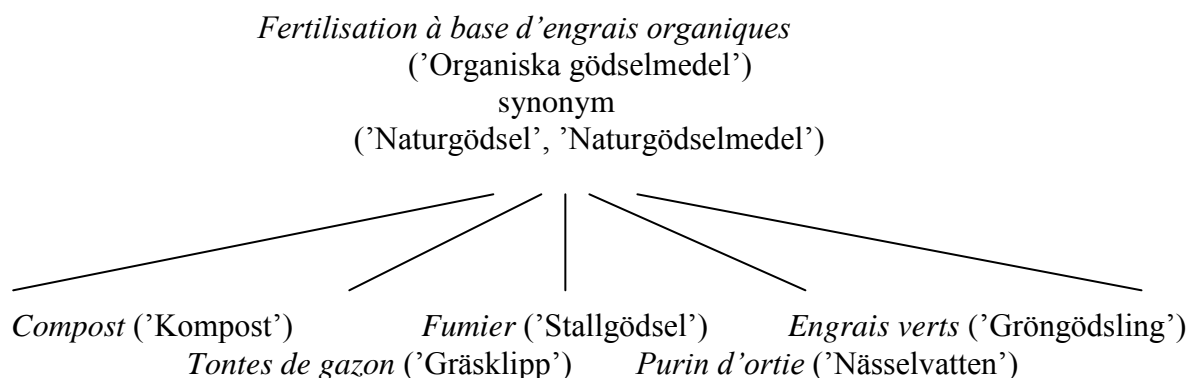 Fertilisation à base d’engrais organiques
(’Organiska gödselmedel’)
synonym
(’Naturgödsel’, ’Naturgödselmedel’)
Compost (’Kompost’) Fumier (’Stallgödsel’) Engrais verts (’Gröngödsling’)
Tontes de gazon (’Gräsklipp’) Purin d’ortie (’Nässelvatten’)